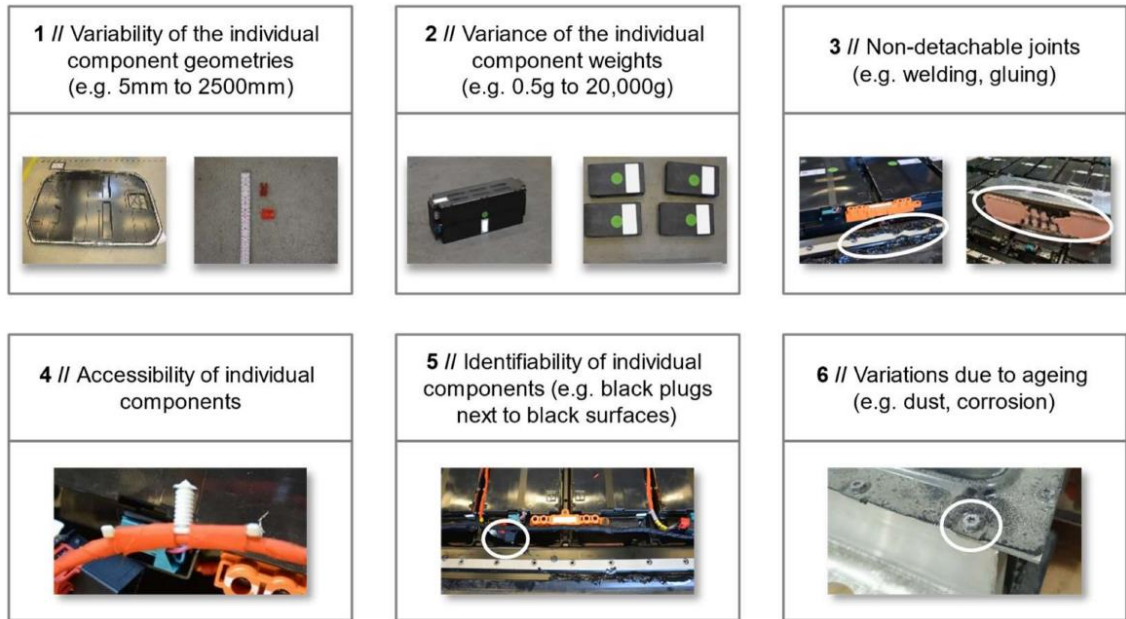 1 // Variability of the individual
component geometries
(e.g. 5mm to 2500mm)
2 // Variance of the individual
component weights
(e.g. 0.5g to 20,000g)
3 // Non-detachable joints
(e.g. welding, gluing)
4 // Accessibility of individual
components
5 // Identifiability of individual
components (e.g. black plugs
next to black surfaces)
6 // Variations due to ageing
(e.g. dust, corrosion)